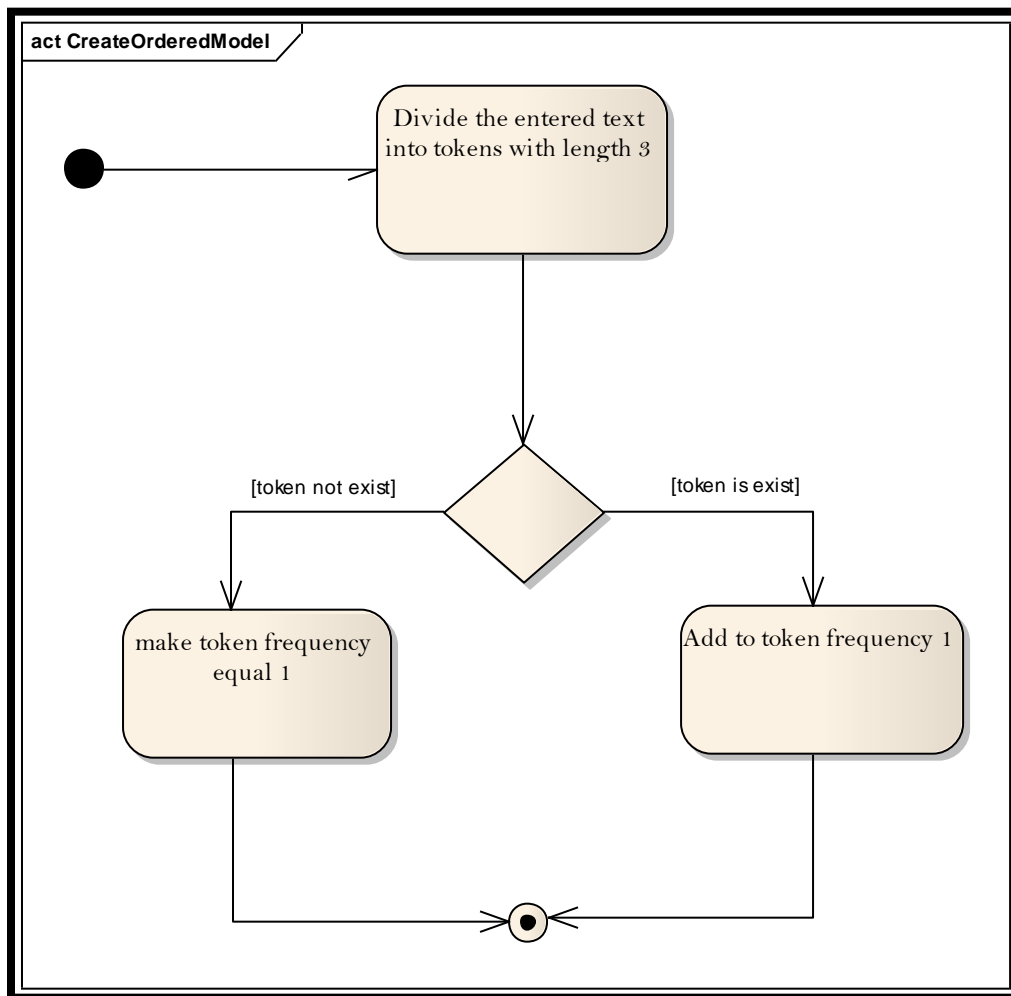 act CreateOrderedModel
Divide the entered text
into tokens with length 3
[token not exist]
[token is exist]
make token frequency
equal 1
Add to token frequency 1